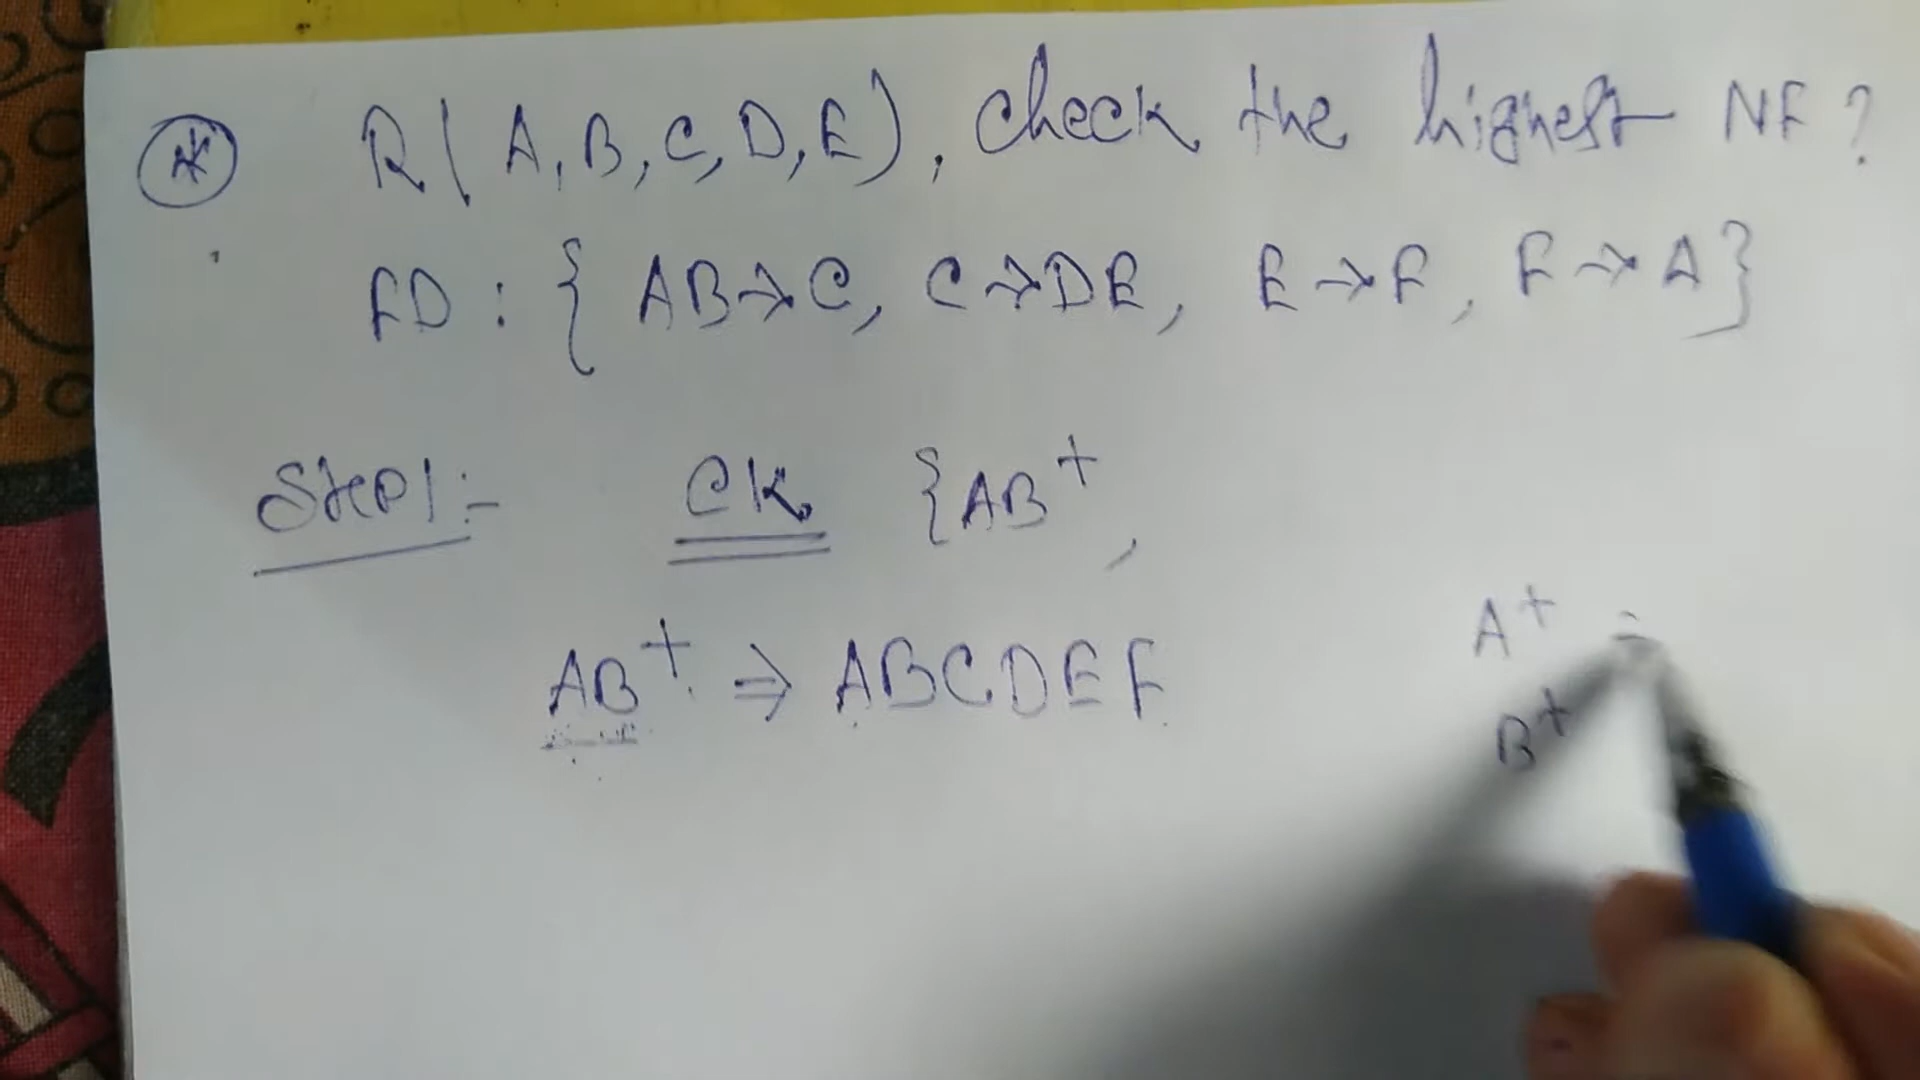 * R(A,B,C,D,E), check the highest NF?
FD : { AB→C, C→DE, E→F, F→A}
Step1:- CK {AB+,
AB+ ⇒ ABCDEF
A+ =
B+